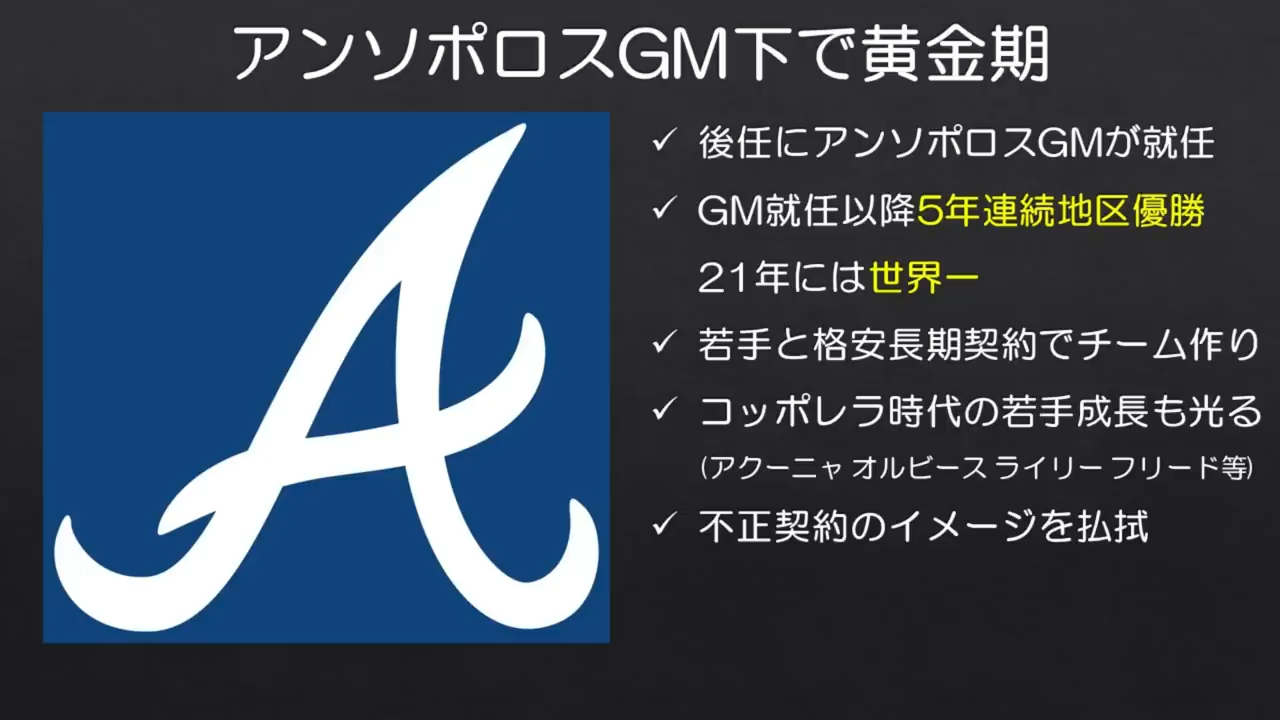 アンソポロスGM下で黄金期
✓ 後任にアンソポロスGMが就任
✓ GM就任以降5年連続地区優勝
21年には世界一
✓ 若手と格安長期契約でチーム作り
✓ コッポレラ時代の若手成長も光る
(アクーニャ オルビース ライリー フリード等)
✓ 不正契約のイメージを払拭
A